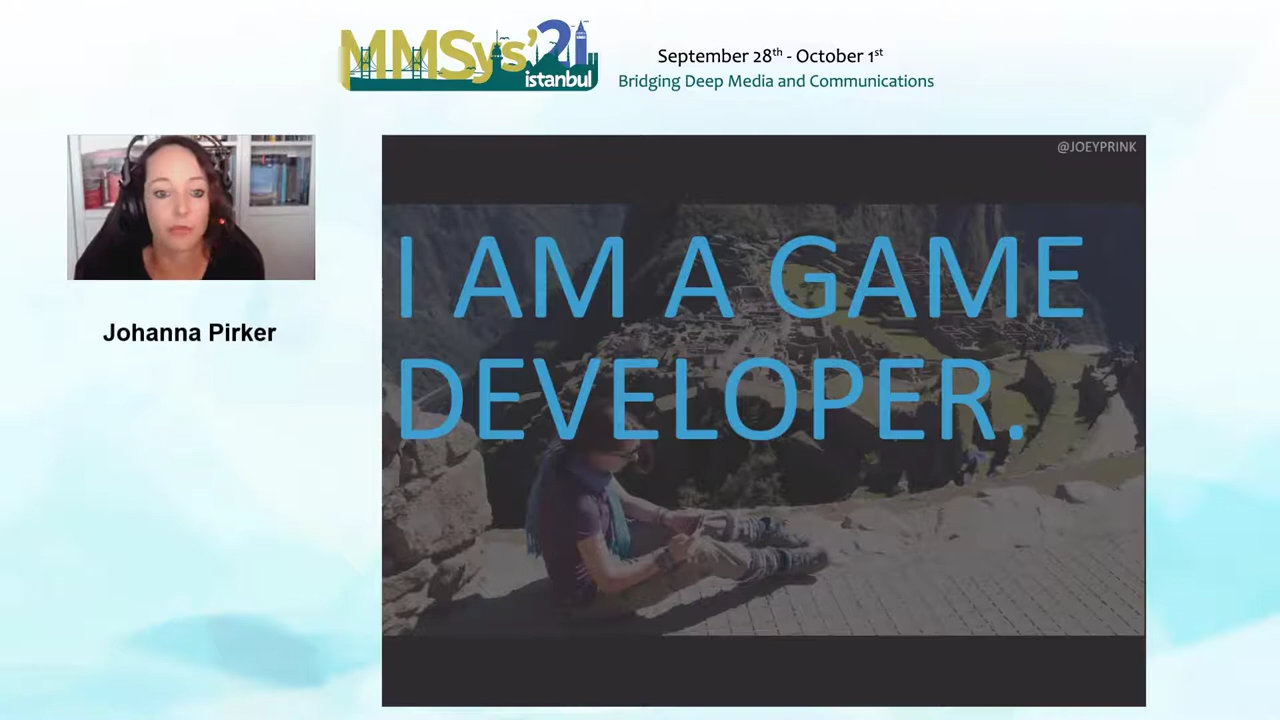 MMSys'21
istanbul
September 28th - October 1st
Bridging Deep Media and Communications
@JOEYPRINK
I AM A GAME
DEVELOPER.
Johanna Pirker